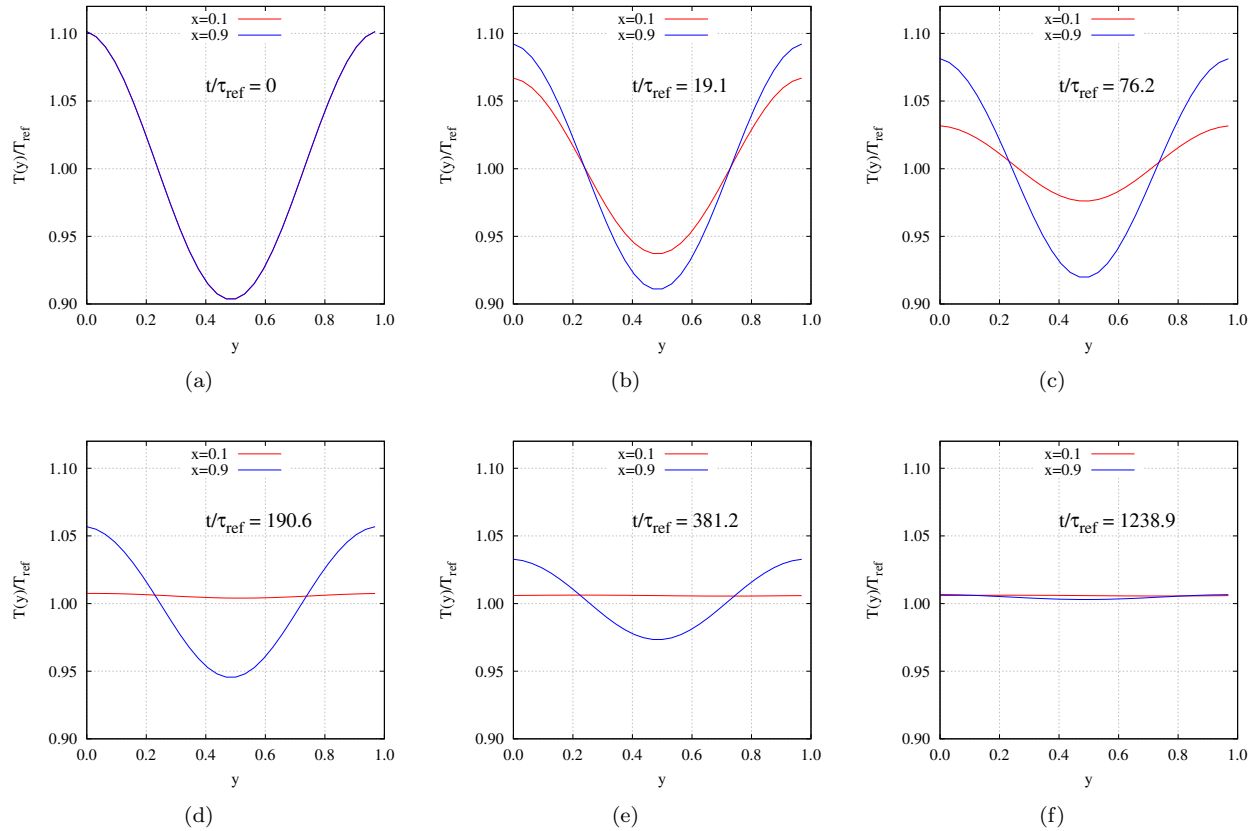 x=0.1
x=0.9
t/τref = 0
T(y)/Tref
1.10
1.05
1.00
0.95
0.90
0.0 0.2 0.4 0.6 0.8 1.0
y
(a)
x=0.1
x=0.9
t/τref = 19.1
T(y)/Tref
1.10
1.05
1.00
0.95
0.90
0.0 0.2 0.4 0.6 0.8 1.0
y
(b)
x=0.1
x=0.9
t/τref = 76.2
T(y)/Tref
1.10
1.05
1.00
0.95
0.90
0.0 0.2 0.4 0.6 0.8 1.0
y
(c)
x=0.1
x=0.9
t/τref = 190.6
T(y)/Tref
1.10
1.05
1.00
0.95
0.90
0.0 0.2 0.4 0.6 0.8 1.0
y
(d)
x=0.1
x=0.9
t/τref = 381.2
T(y)/Tref
1.10
1.05
1.00
0.95
0.90
0.0 0.2 0.4 0.6 0.8 1.0
y
(e)
x=0.1
x=0.9
t/τref = 1238.9
T(y)/Tref
1.10
1.05
1.00
0.95
0.90
0.0 0.2 0.4 0.6 0.8 1.0
y
(f)